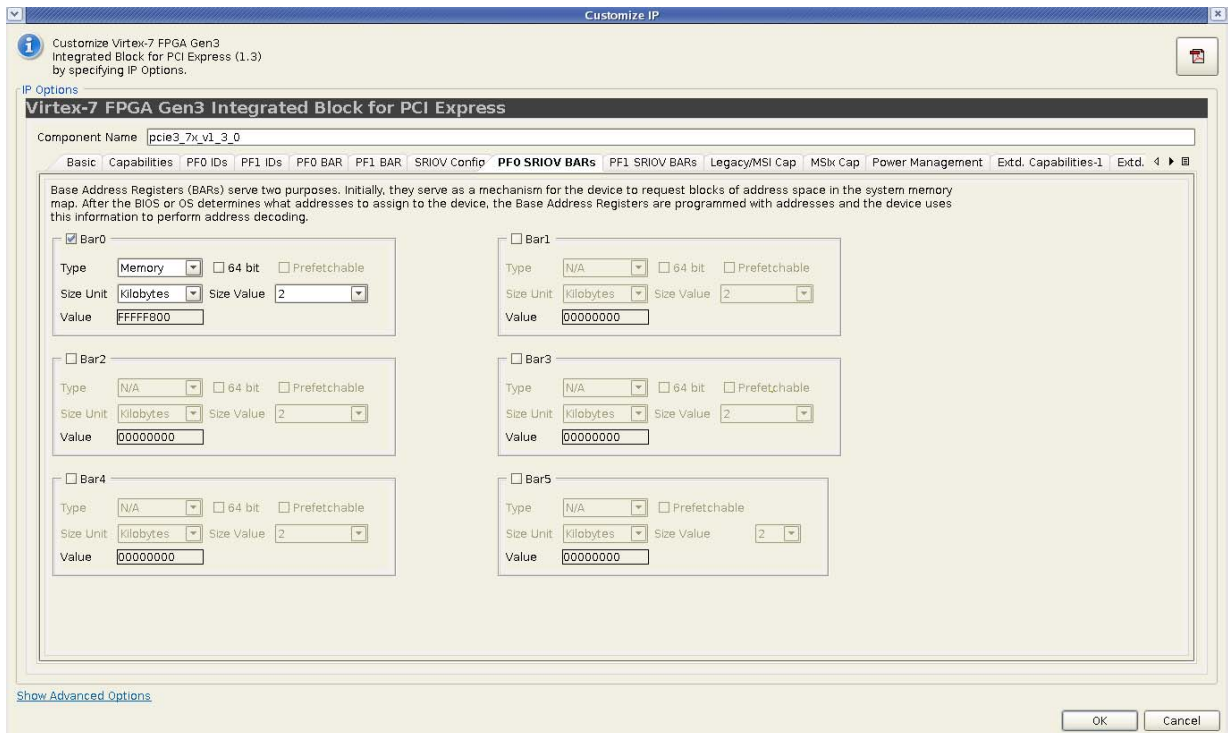 Customize IP
Customize Virtex-7 FPGA Gen3
Integrated Block for PCI Express (1.3)
by specifying IP Options.
IP Options
Virtex-7 FPGA Gen3 Integrated Block for PCI Express
Component Name pcie3_7x_v1_3_0
Basic Capabilities PF0 IDs PF1 IDs PF0 BAR PF1 BAR SRIOV Config PF0 SRIOV BARs PF1 SRIOV BARs Legacy/MSI Cap MSIx Cap Power Management Extd. Capabilities-1 Extd.
Base Address Registers (BARs) serve two purposes. Initially, they serve as a mechanism for the device to request blocks of address space in the system memory
map. After the BIOS or OS determines what addresses to assign to the device, the Base Address Registers are programmed with addresses and the device uses
this information to perform address decoding.
Bar0
Type Memory 64 bit Prefetchable
Size Unit Kilobytes Size Value 2
Value FFFFF800
Bar1
Type N/A 64 bit Prefetchable
Size Unit Kilobytes Size Value 2
Value 00000000
Bar2
Type N/A 64 bit Prefetchable
Size Unit Kilobytes Size Value 2
Value 00000000
Bar3
Type N/A 64 bit Prefetchable
Size Unit Kilobytes Size Value 2
Value 00000000
Bar4
Type N/A 64 bit Prefetchable
Size Unit Kilobytes Size Value 2
Value 00000000
Bar5
Type N/A Prefetchable
Size Unit Kilobytes Size Value 2
Value 00000000
Show Advanced Options
OK Cancel